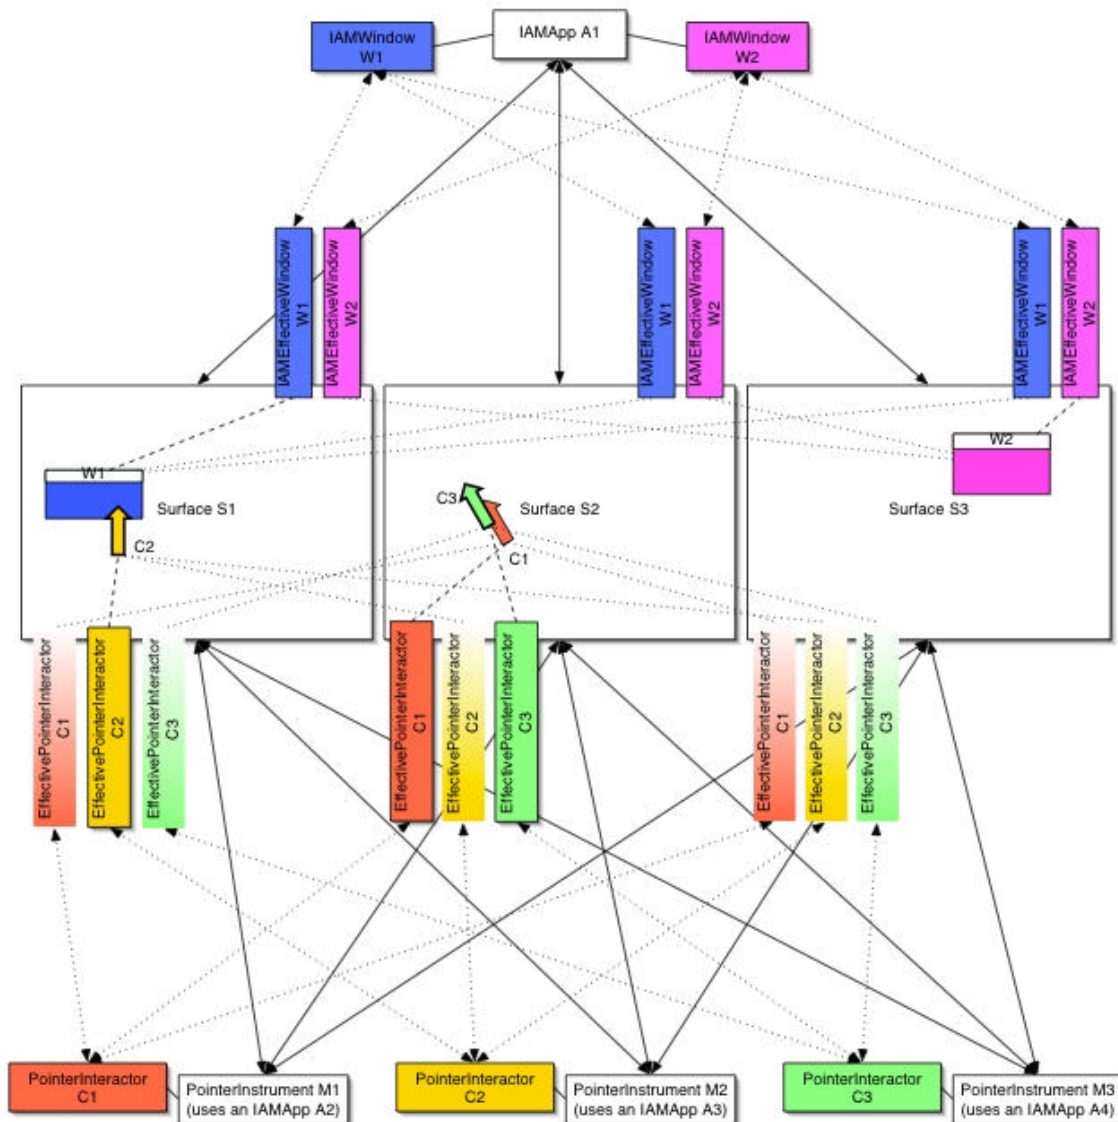 IAMWindow
W1
IAMApp A1
IAMWindow
W2
IAMEffectiveWindow
W1
IAMEffectiveWindow
W2
IAMEffectiveWindow
W1
IAMEffectiveWindow
W2
IAMEffectiveWindow
W1
IAMEffectiveWindow
W2
W1
Surface S1
C2
C3
Surface S2
C1
W2
Surface S3
EffectivePointerInteractor
C1
EffectivePointerInteractor
C2
EffectivePointerInteractor
C3
EffectivePointerInteractor
C1
EffectivePointerInteractor
C2
EffectivePointerInteractor
C3
EffectivePointerInteractor
C1
EffectivePointerInteractor
C2
EffectivePointerInteractor
C3
PointerInteractor
C1
PointerInstrument M1
(uses an IAMApp A2)
PointerInteractor
C2
PointerInstrument M2
(uses an IAMApp A3)
PointerInteractor
C3
PointerInstrument M3
(uses an IAMApp A4)